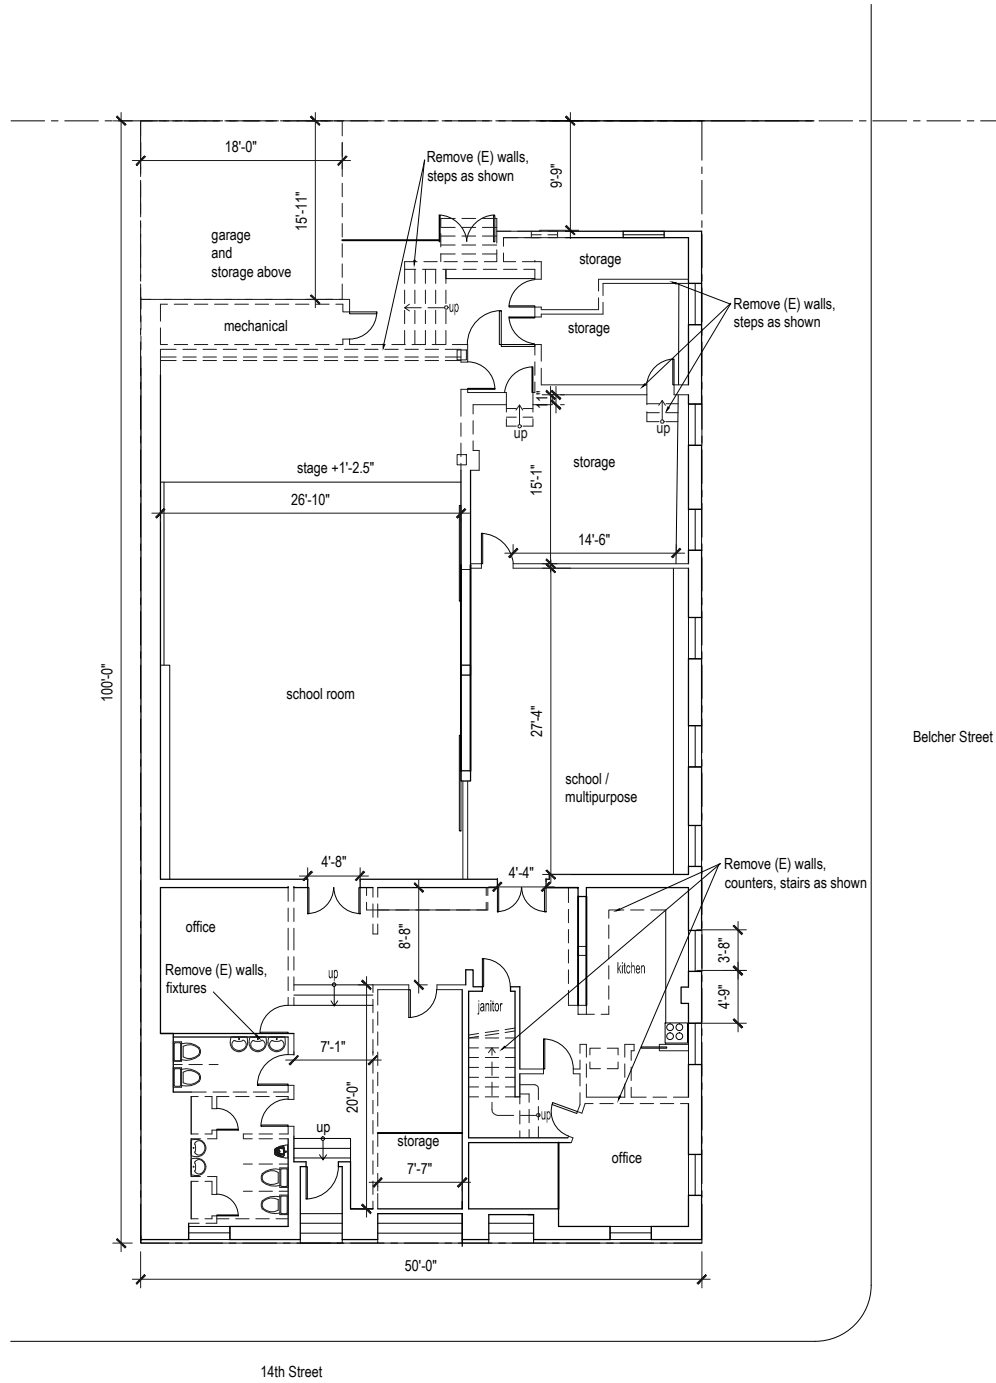 18'-0"
Remove (E) walls,
steps as shown
9'-9"
15'-11"
garage
and
storage above
storage
up
Remove (E) walls,
steps as shown
mechanical
storage
11"
up
up
stage +1'-2.5"
storage
15'-1"
26'-10"
14'-6"
100'-0"
school room
27'-4"
Belcher Street
school /
multipurpose
4'-8"
4'-4"
Remove (E) walls,
counters, stairs as shown
office
8'-8"
3'-8"
Remove (E) walls,
fixtures
up
kitchen
4'-9"
janitor
7'-1"
20'-0"
up
up
storage
office
7'-7"
50'-0"
14th Street